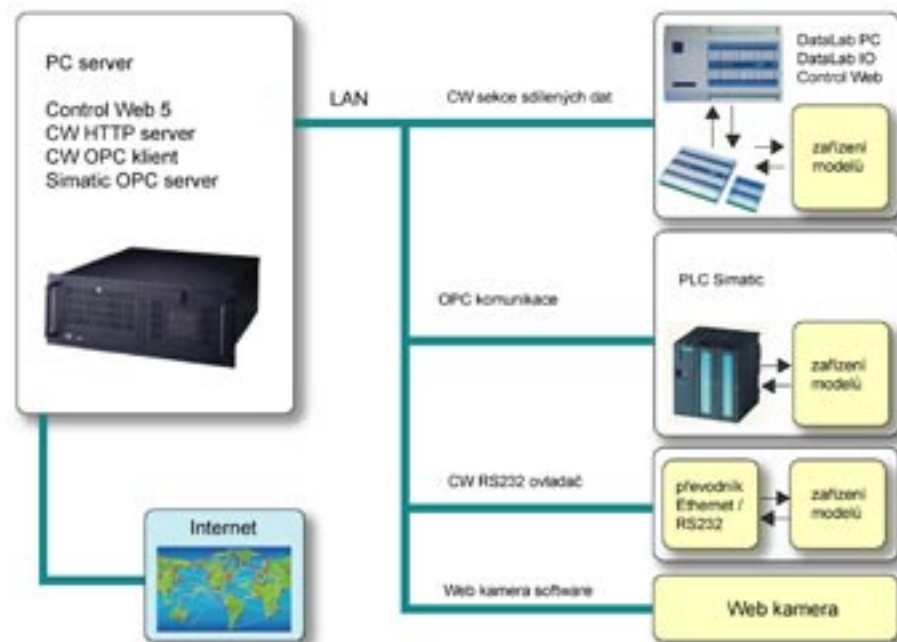 PC server
Control Web 5
CW HTTP server
CW OPC klient
Simatic OPC server
LAN
CW sekce sdílených dat
DataLab PC
DataLab IO
Control Web
zařízení
modelů
OPC komunikace
PLC Simatic
zařízení
modelů
CW RS232 ovladač
převodník
Ethernet /
RS232
zařízení
modelů
Internet
Web kamera software
Web kamera